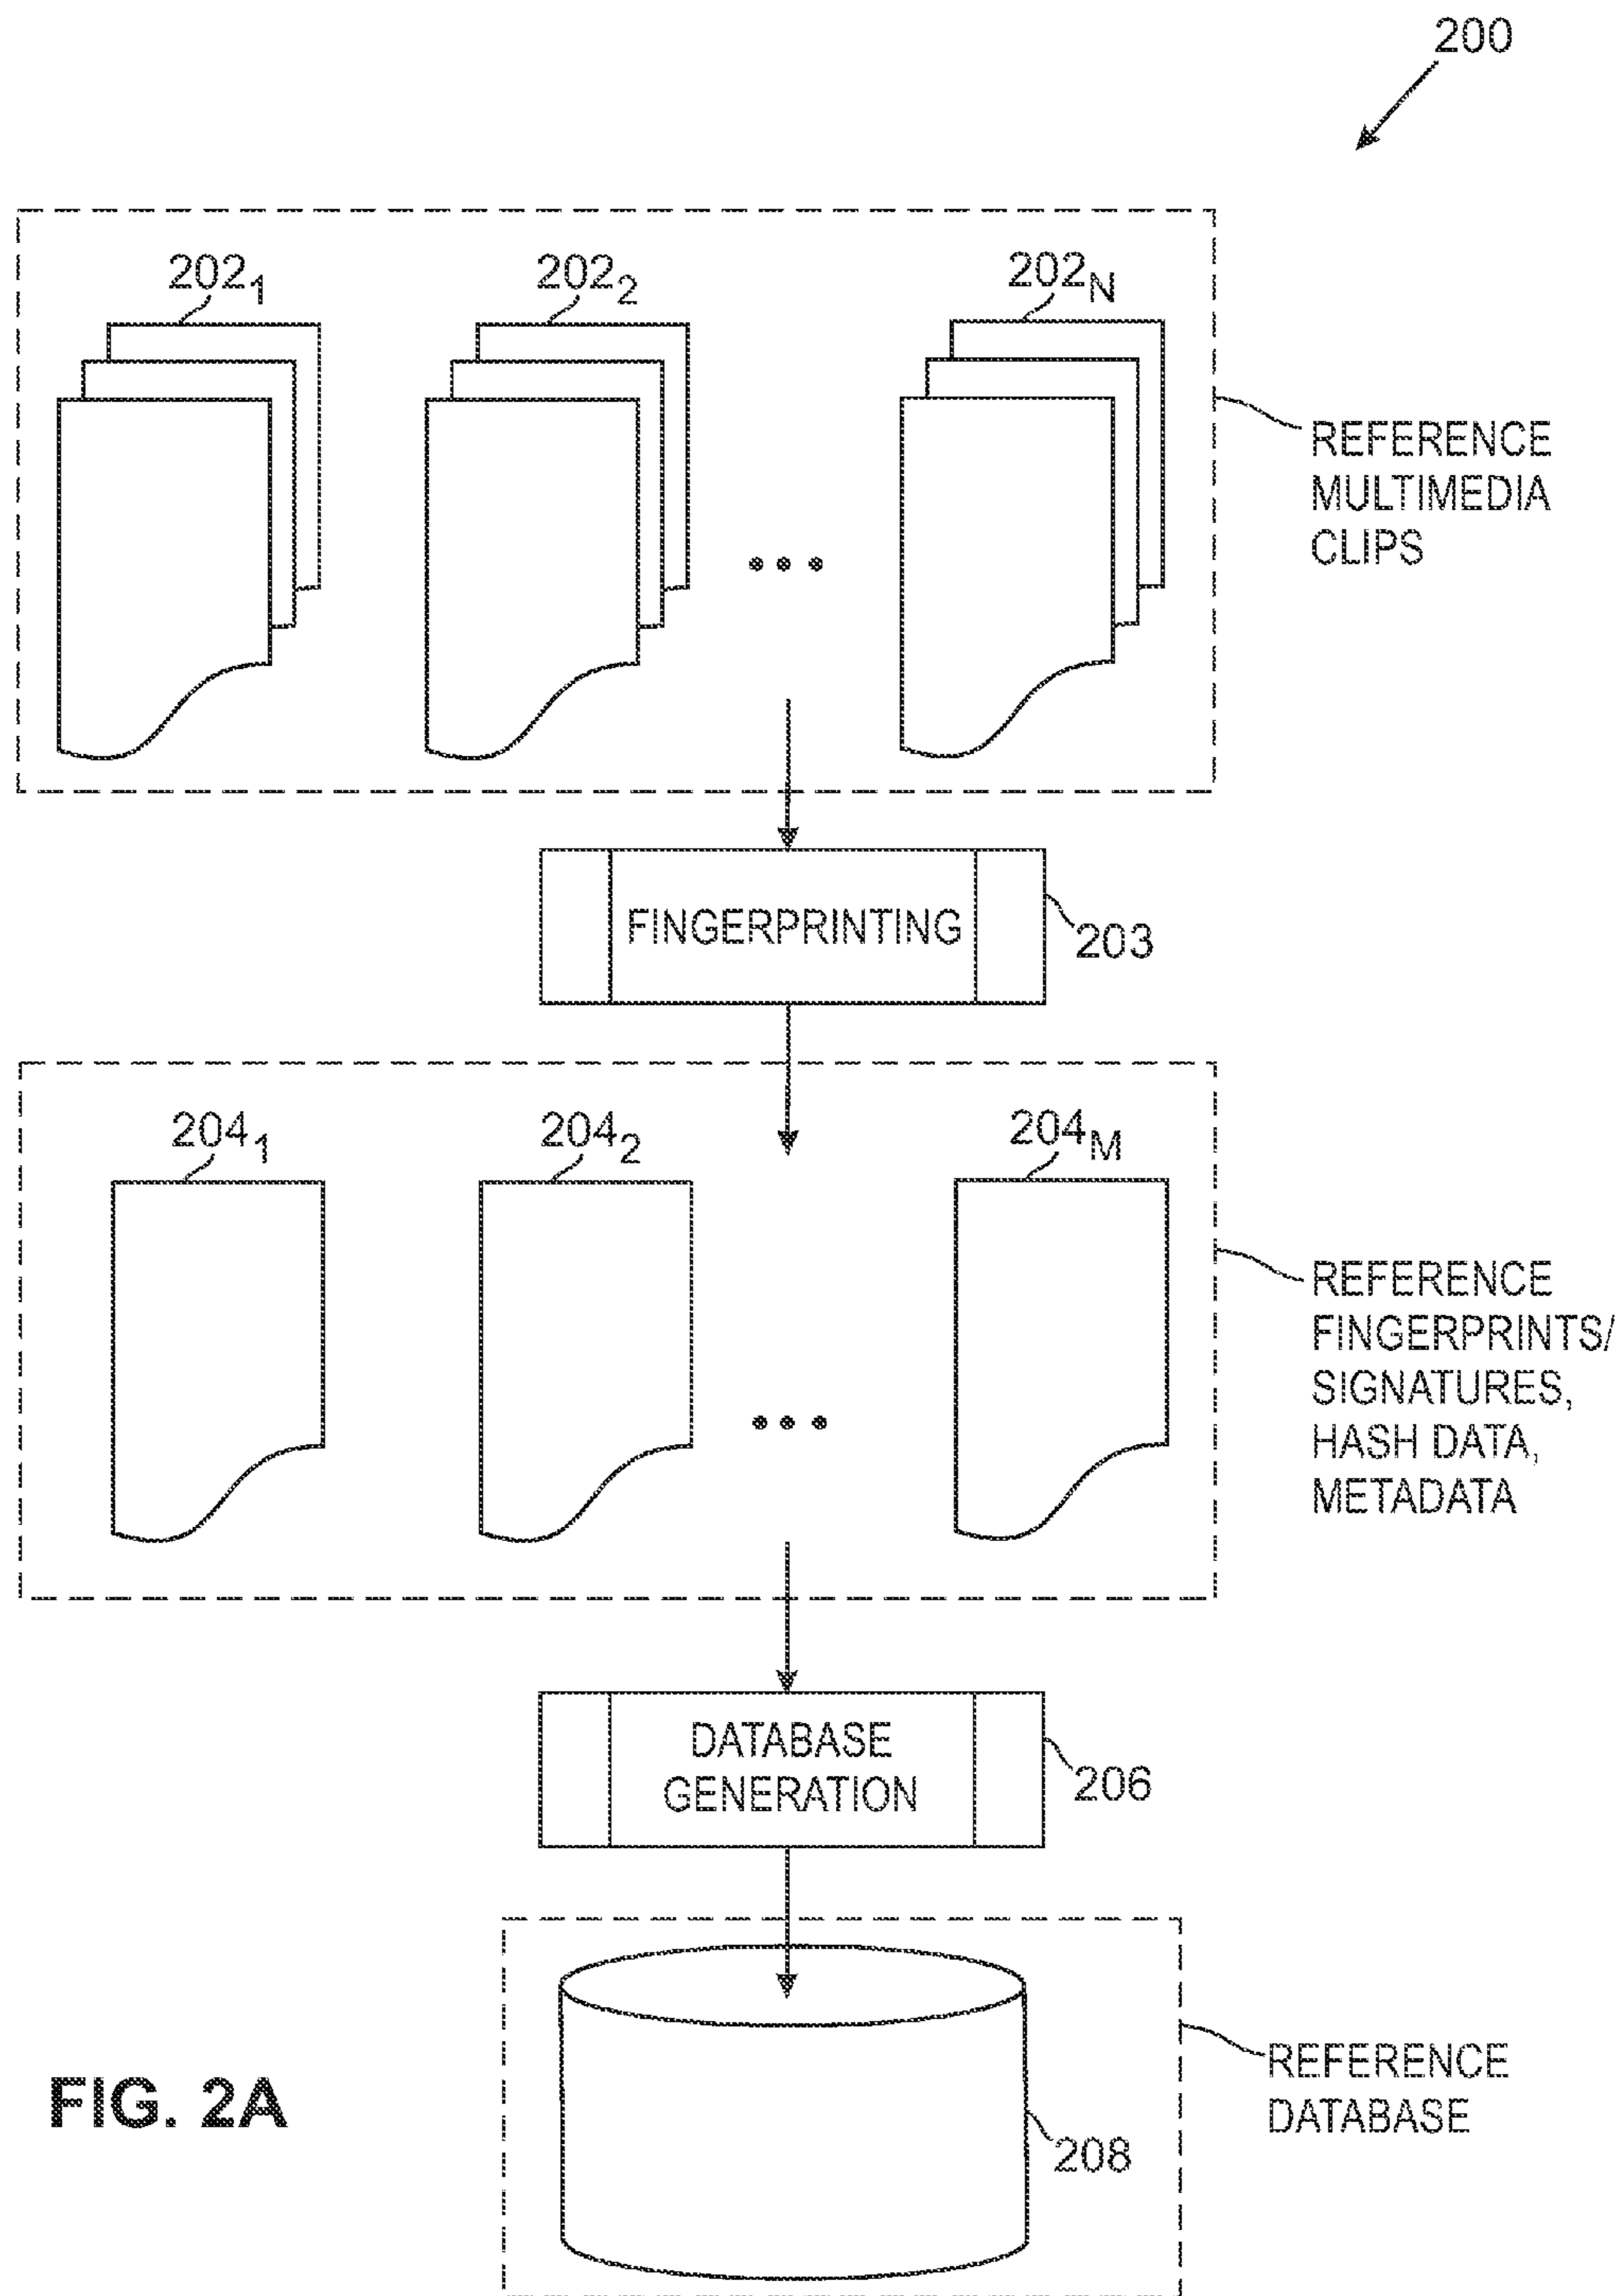 200
202₁
202₂
202N
REFERENCE
MULTIMEDIA
CLIPS
FINGERPRINTING
203
204₁
204₂
204M
REFERENCE
FINGERPRINTS/
SIGNATURES,
HASH DATA,
METADATA
DATABASE
GENERATION
206
REFERENCE
DATABASE
208
FIG. 2A